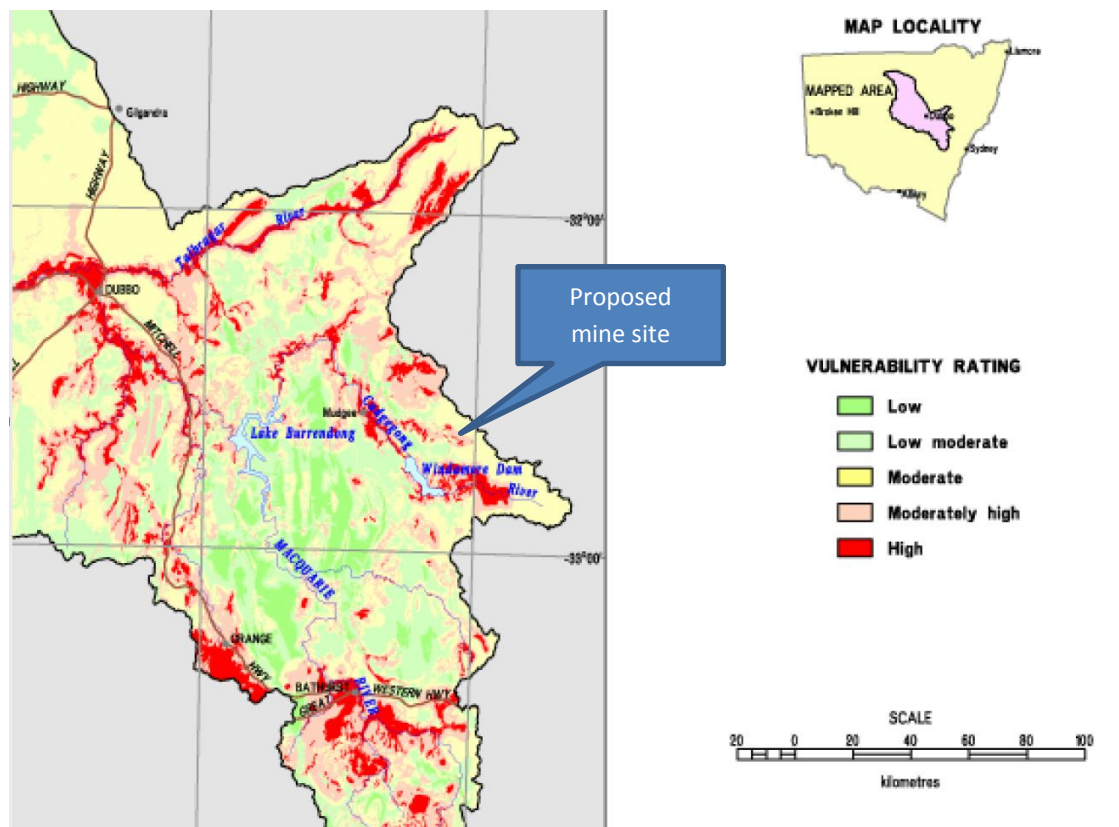 HIGHWAY
Gilgandra
HIGHWAY
-32°00'
Talbragar
River
DUBBO
MITCHELL
Mudgee
Cudgegong
Lake Burrendong
Windamere Dam
River
-33°00'
MACQUARIE
ORANGE
HWY
BATHURST
WESTERN HWY
GREAT
RIVER
Proposed
mine site
MAP LOCALITY
Lismore
MAPPED AREA
Broken Hill
Dubbo
Sydney
Albury
VULNERABILITY RATING
Low
Low moderate
Moderate
Moderately high
High
SCALE
20 0 20 40 60 80 100
kilometres